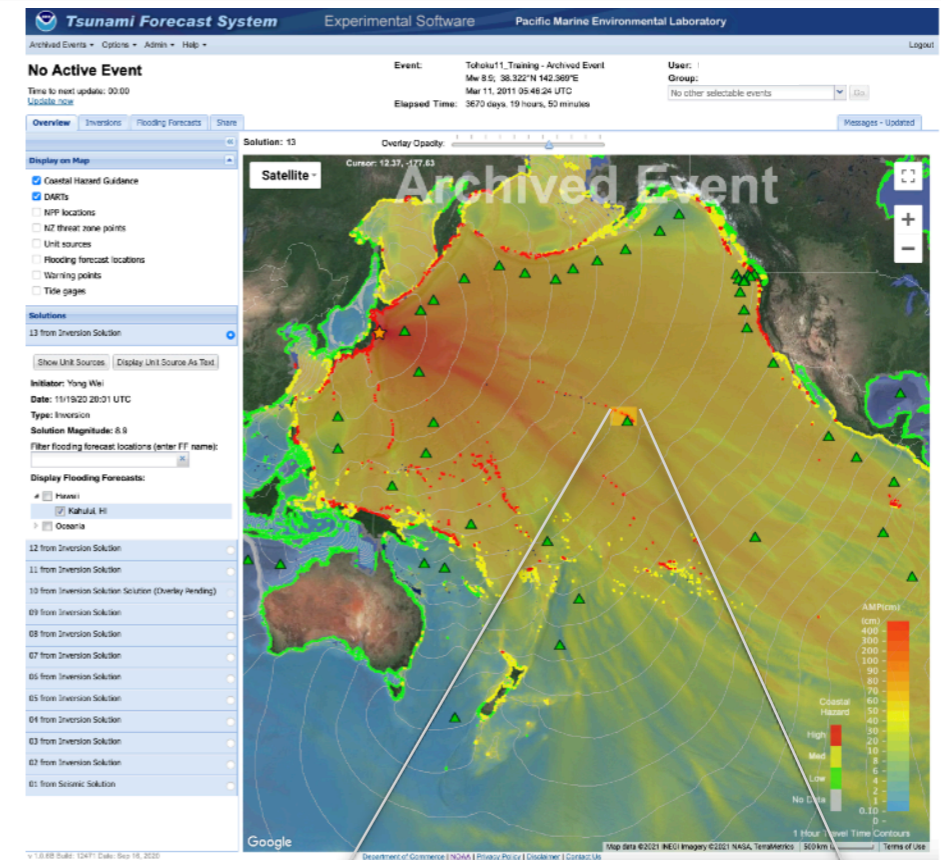 Tsunami Forecast System Experimental Software Pacific Marine Environmental Laboratory
Archived Events Options Admin Help Logout
No Active Event
Time to next update: 00:00
Update now
Event: Tohoku11_Training - Archived Event
Mw 8.9; 38.322°N 142.369°E
Mar 11, 2011 05:46:24 UTC
Elapsed Time: 3670 days, 19 hours, 50 minutes
User:
Group:
No other selectable events Go
Overview Inversions Flooding Forecasts Share Messages - Updated
Solution: 13 Overlay Opacity:
Display on Map
Coastal Hazard Guidance
DARTs
NPP locations
NZ threat zone points
Unit sources
Flooding forecast locations
Warning points
Tide gages
Solutions
13 from Inversion Solution
Show Unit Sources Display Unit Source As Text
Initiator: Yong Wei
Date: 11/19/20 20:01 UTC
Type: Inversion
Solution Magnitude: 8.9
Filter flooding forecast locations (enter FF name):
Display Flooding Forecasts:
Hawaii
Kahului, HI
Oceania
12 from Inversion Solution
11 from Inversion Solution
10 from Inversion Solution Solution (Overlay Pending)
09 from Inversion Solution
08 from Inversion Solution
07 from Inversion Solution
06 from Inversion Solution
05 from Inversion Solution
04 from Inversion Solution
03 from Inversion Solution
02 from Inversion Solution
01 from Seismic Solution
Satellite
Cursor: 12.37, -177.63
Archived Event
+
−
AMP(cm)
(cm)
400
300
200
100
90
80
70
60
50
40
30
20
10
8
6
4
2
1
0.10
0
Coastal
Hazard
High
Med
Low
No Data
1 Hour Travel Time Contours
Google
Map data ©2021 INEGI Imagery ©2021 NASA, TerraMetrics 500 km Terms of Use
v 1.0.6B Build: 12471 Date: Sep 16, 2020
Department of Commerce | NOAA | Privacy Policy | Disclaimer | Contact Us